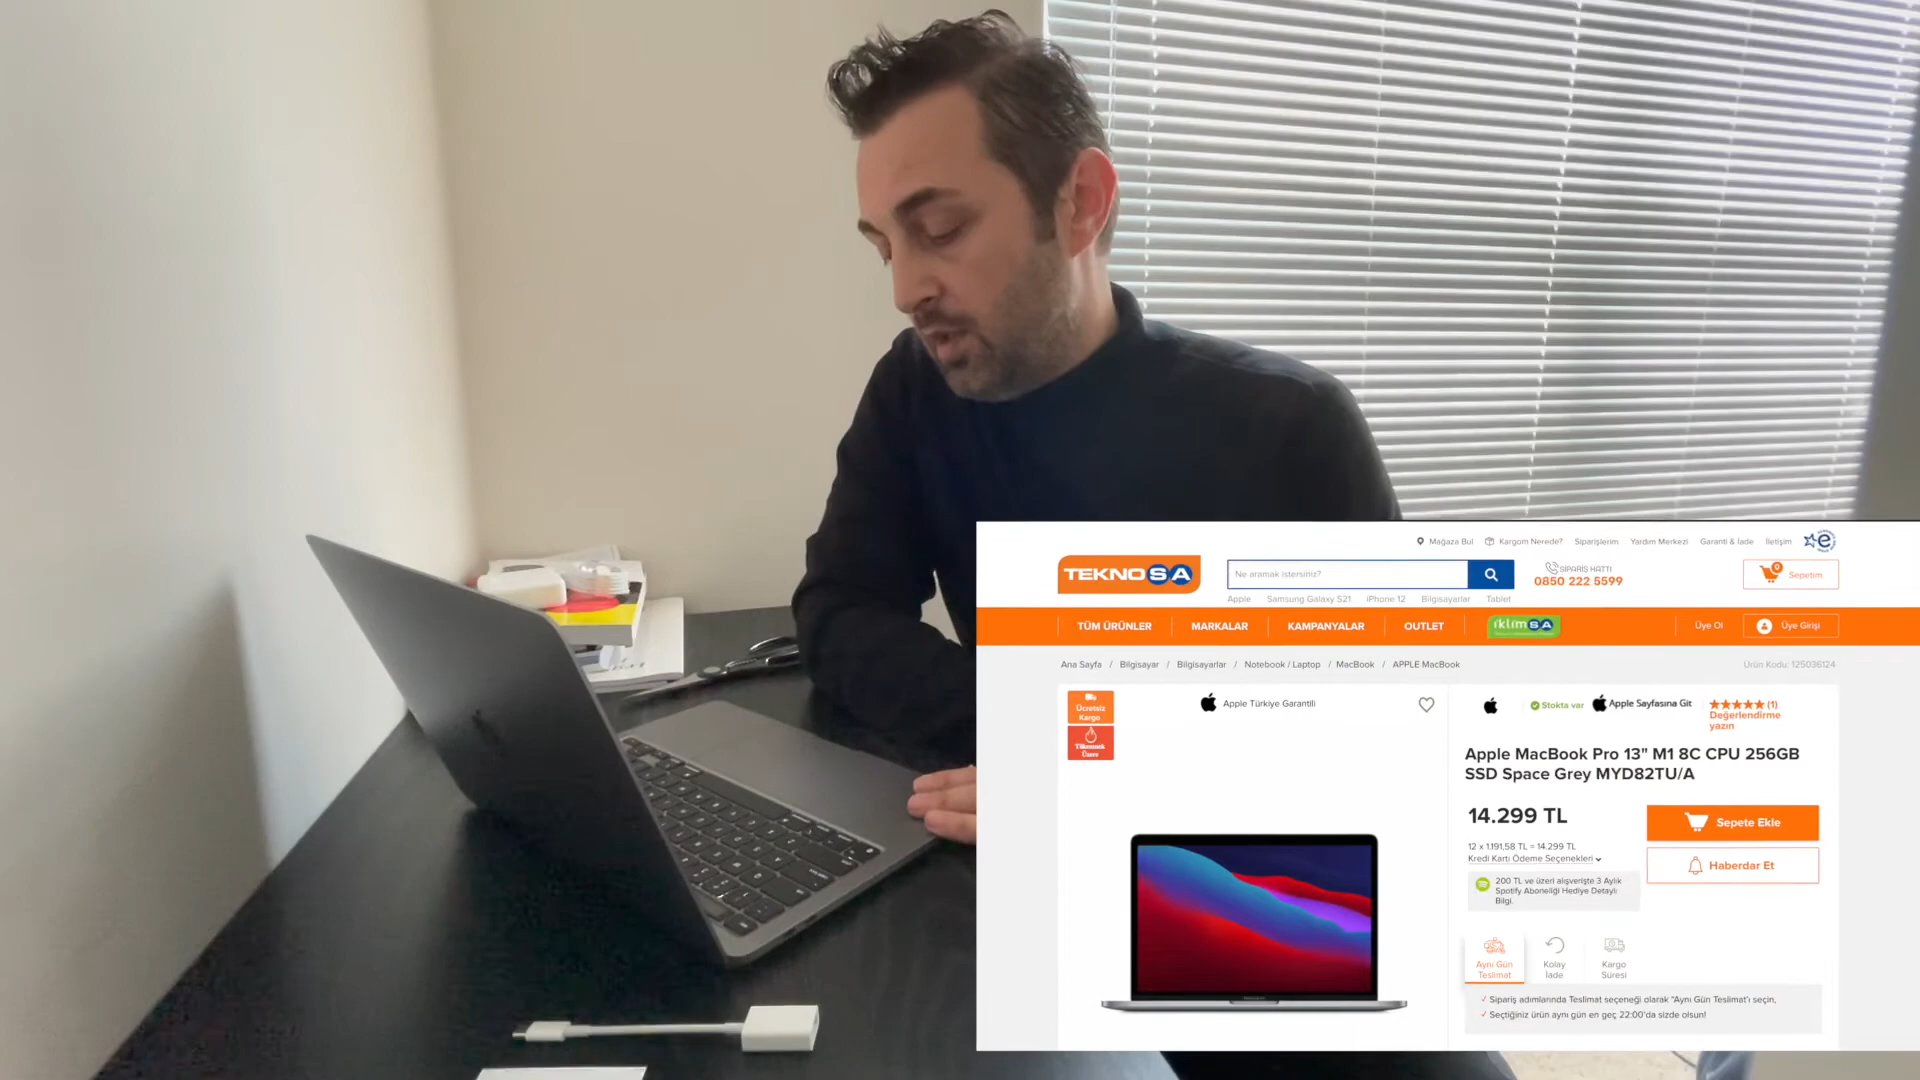 Mağaza Bul Kargom Nerede? Siparişlerim Yardım Merkezi Garanti & İade İletişim
TEKNOSA
Ne aramak istersiniz?
SİPARİŞ HATTI
0850 222 5599
0
Sepetim
Apple Samsung Galaxy S21 iPhone 12 Bilgisayarlar Tablet
TÜM ÜRÜNLER MARKALAR KAMPANYALAR OUTLET iklimSA Üye Ol Üye Girişi
Ana Sayfa / Bilgisayar / Bilgisayarlar / Notebook / Laptop / MacBook / APPLE MacBook
Ürün Kodu: 125036124
Ücretsiz
Kargo
Tükenmek
Üzere
Apple Türkiye Garantili
Stokta var
Apple Sayfasına Git
(1)
Değerlendirme
yazın
Apple MacBook Pro 13" M1 8C CPU 256GB
SSD Space Grey MYD82TU/A
14.299 TL
Sepete Ekle
12 x 1.191,58 TL = 14.299 TL
Kredi Kartı Ödeme Seçenekleri
Haberdar Et
200 TL ve üzeri alışverişte 3 Aylık
Spotify Aboneliği Hediye Detaylı
Bilgi.
Aynı Gün
Teslimat
Kolay
İade
Kargo
Süresi
Sipariş adımlarında Teslimat seçeneği olarak "Aynı Gün Teslimat'ı seçin,
Seçtiğiniz ürün aynı gün en geç 22:00'da sizde olsun!